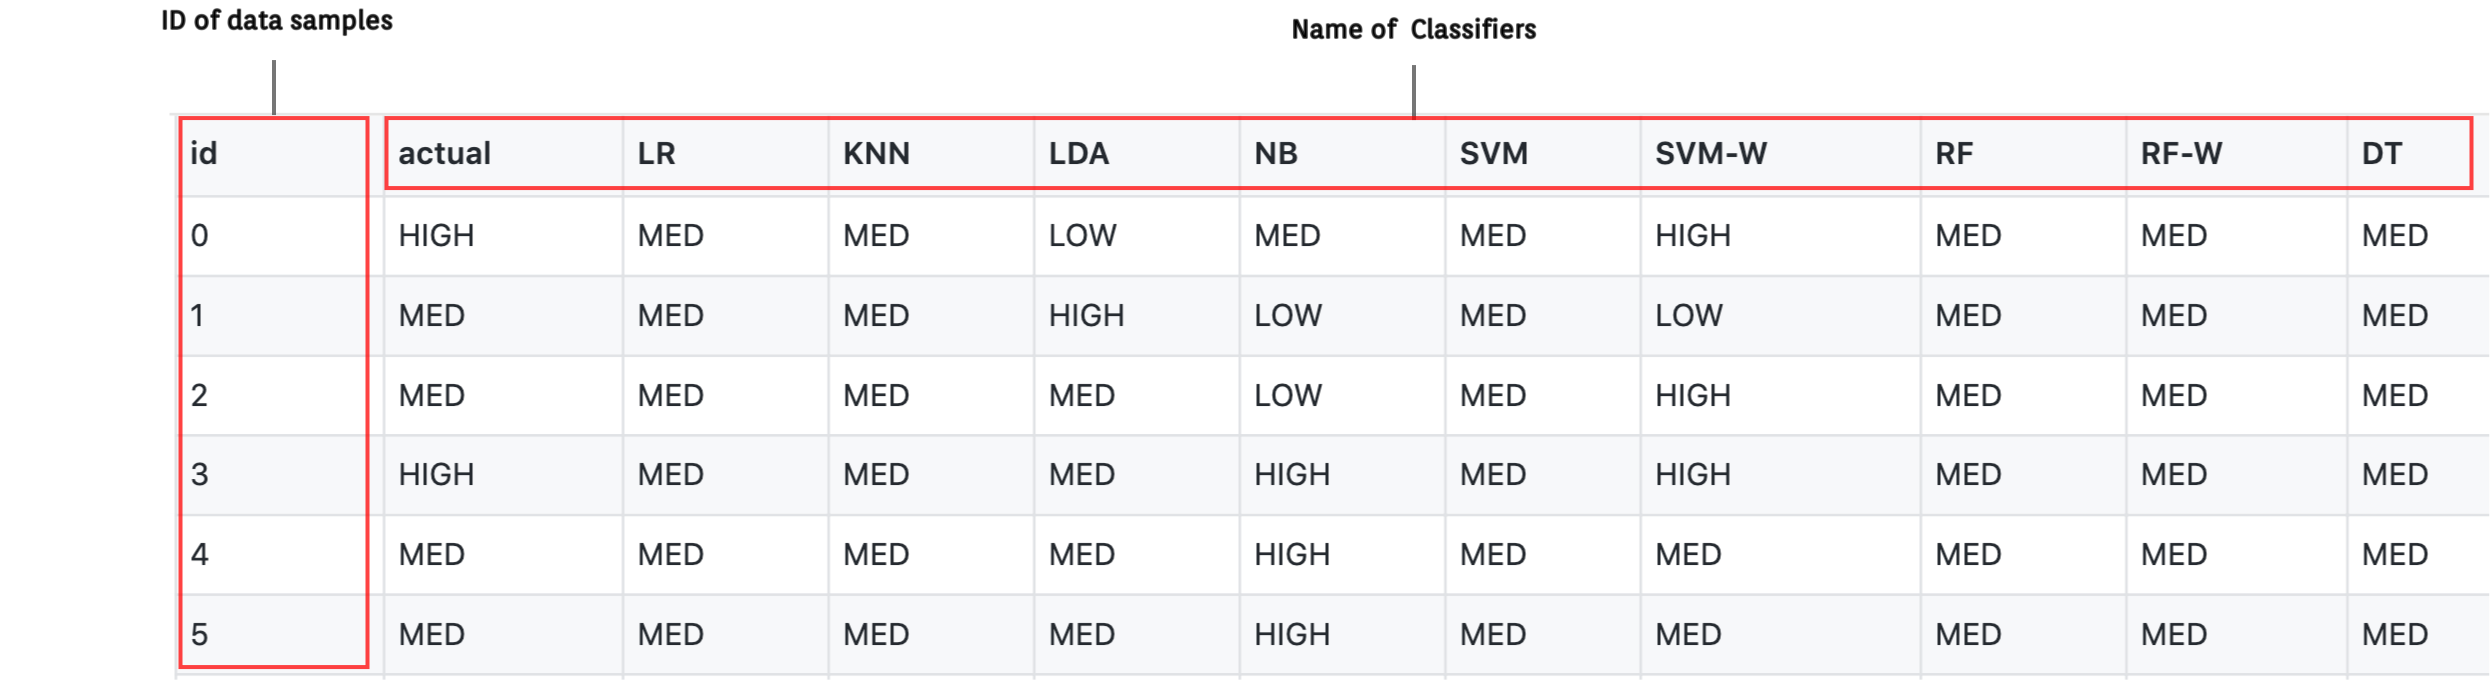 ID of data samples
Name of Classifiers
id actual LR KNN LDA NB SVM SVM-W RF RF-W DT
0 HIGH MED MED LOW MED MED HIGH MED MED MED
1 MED MED MED HIGH LOW MED LOW MED MED MED
2 MED MED MED MED LOW MED HIGH MED MED MED
3 HIGH MED MED MED HIGH MED HIGH MED MED MED
4 MED MED MED MED HIGH MED MED MED MED MED
5 MED MED MED MED HIGH MED MED MED MED MED